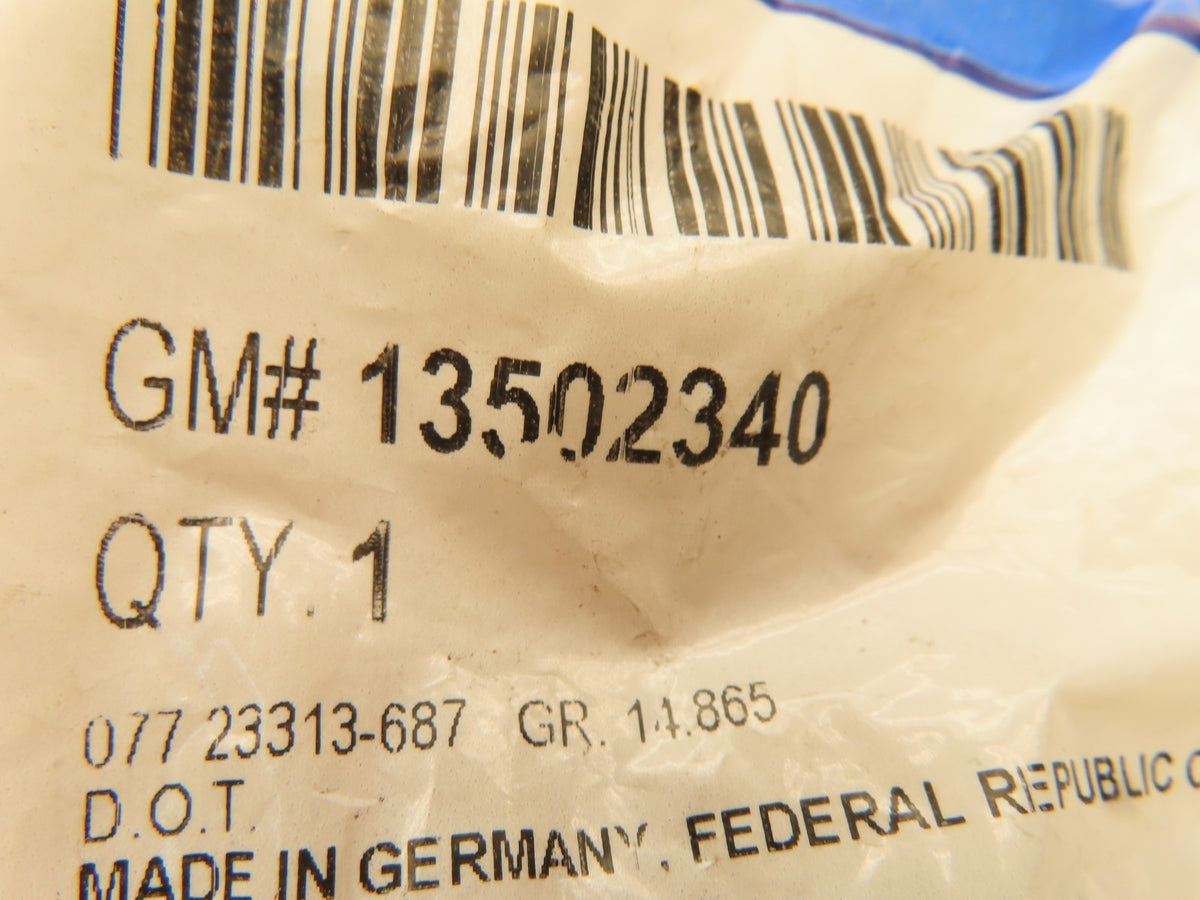 GM# 13502340
QTY. 1
077 23313-687 GR. 14.865
D.O.T.
MADE IN GERMANY, FEDERAL REPUBLIC